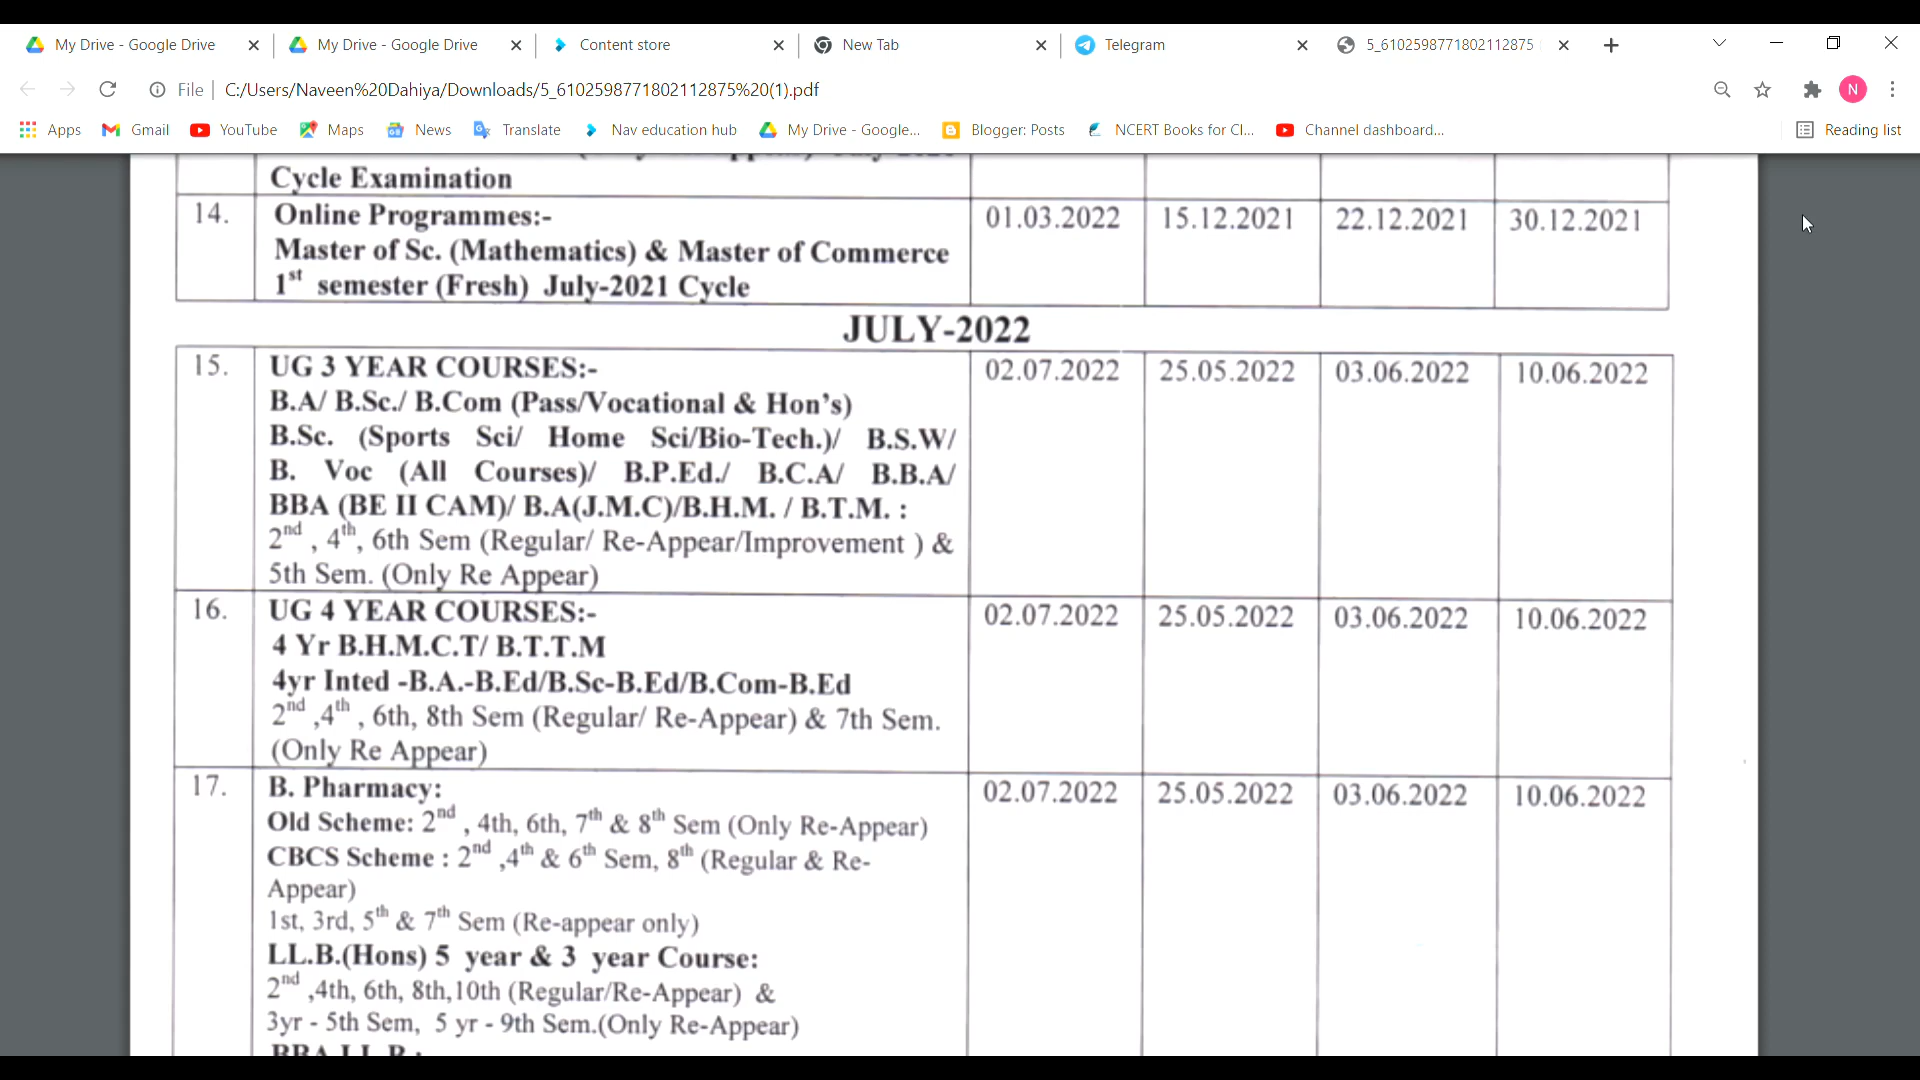 My Drive - Google Drive
My Drive - Google Drive
Content store
New Tab
Telegram
5_6102598771802112875
File
C:/Users/Naveen%20Dahiya/Downloads/5_6102598771802112875%20(1).pdf
N
Apps
Gmail
YouTube
Maps
News
Translate
Nav education hub
My Drive - Google...
Blogger: Posts
NCERT Books for Cl...
Channel dashboard...
Reading list
Cycle Examination
14. Online Programmes:- 01.03.2022 15.12.2021 22.12.2021 30.12.2021
Master of Sc. (Mathematics) & Master of Commerce
1st semester (Fresh) July-2021 Cycle
JULY-2022
15. UG 3 YEAR COURSES:- 02.07.2022 25.05.2022 03.06.2022 10.06.2022
B.A/ B.Sc./ B.Com (Pass/Vocational & Hon's)
B.Sc. (Sports Sci/ Home Sci/Bio-Tech.)/ B.S.W/
B. Voc (All Courses)/ B.P.Ed./ B.C.A/ B.B.A/
BBA (BE II CAM)/ B.A(J.M.C)/B.H.M. / B.T.M. :
2nd , 4th, 6th Sem (Regular/ Re-Appear/Improvement ) &
5th Sem. (Only Re Appear)
16. UG 4 YEAR COURSES:- 02.07.2022 25.05.2022 03.06.2022 10.06.2022
4 Yr B.H.M.C.T/ B.T.T.M
4yr Inted -B.A.-B.Ed/B.Sc-B.Ed/B.Com-B.Ed
2nd ,4th , 6th, 8th Sem (Regular/ Re-Appear) & 7th Sem.
(Only Re Appear)
17. B. Pharmacy: 02.07.2022 25.05.2022 03.06.2022 10.06.2022
Old Scheme: 2nd , 4th, 6th, 7th & 8th Sem (Only Re-Appear)
CBCS Scheme : 2nd ,4th & 6th Sem, 8th (Regular & Re-
Appear)
1st, 3rd, 5th & 7th Sem (Re-appear only)
LL.B.(Hons) 5 year & 3 year Course:
2nd ,4th, 6th, 8th,10th (Regular/Re-Appear) &
3yr - 5th Sem, 5 yr - 9th Sem.(Only Re-Appear)